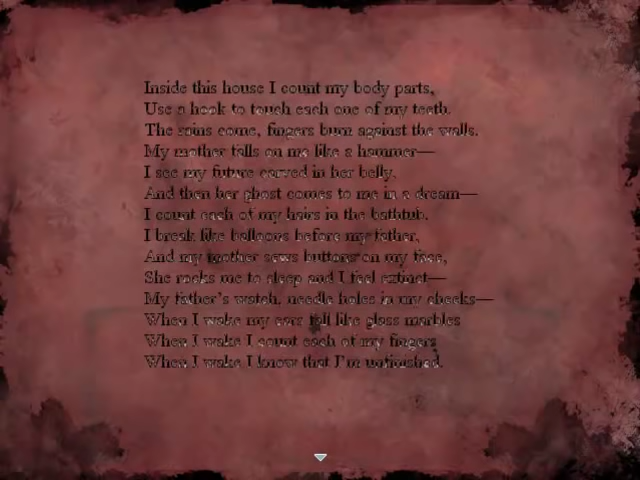 Inside this house I count my body parts,
Use a hook to touch each one of my teeth.
The rains come, fingers burn against the walls.
My mother falls on me like a hammer—
I see my future carved in her belly.
And then her ghost comes to me in a dream—
I count each of my hairs in the bathtub.
I break like balloons before my father,
And my mother sews buttons on my face,
She rocks me to sleep and I feel extinct—
My father's watch, needle holes in my cheeks—
When I wake my ears fall like glass marbles
When I wake I count each of my fingers
When I wake I know that I'm unfinished.